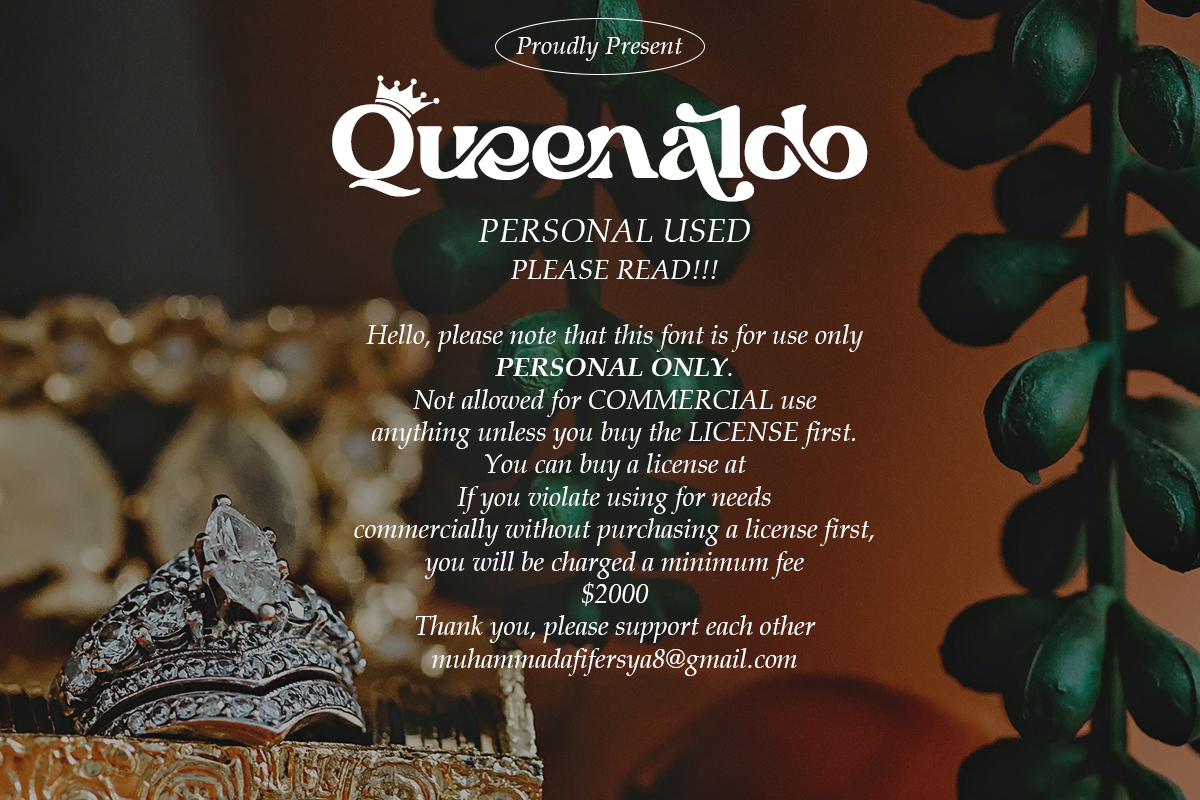 Proudly Present
Queenaldo
PERSONAL USED
PLEASE READ!!!
Hello, please note that this font is for use only
PERSONAL ONLY.
Not allowed for COMMERCIAL use
anything unless you buy the LICENSE first.
You can buy a license at
If you violate using for needs
commercially without purchasing a license first,
you will be charged a minimum fee
$2000
Thank you, please support each other
muhammadafifersya8@gmail.com